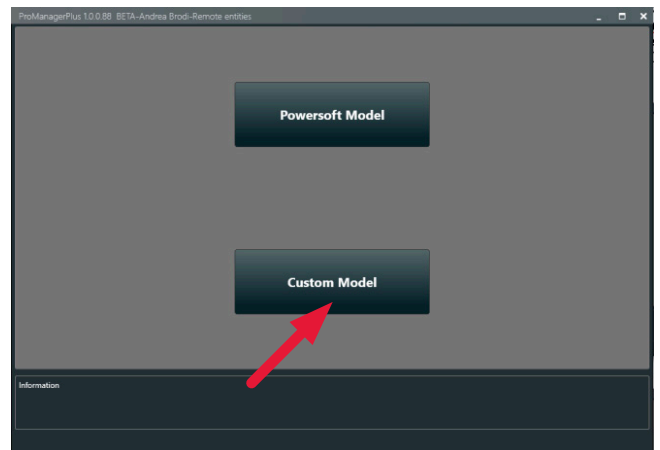 ProManagerPlus 1.0.0.88 BETA-Andrea Brodi-Remote entities
Powersoft Model
Custom Model
Information